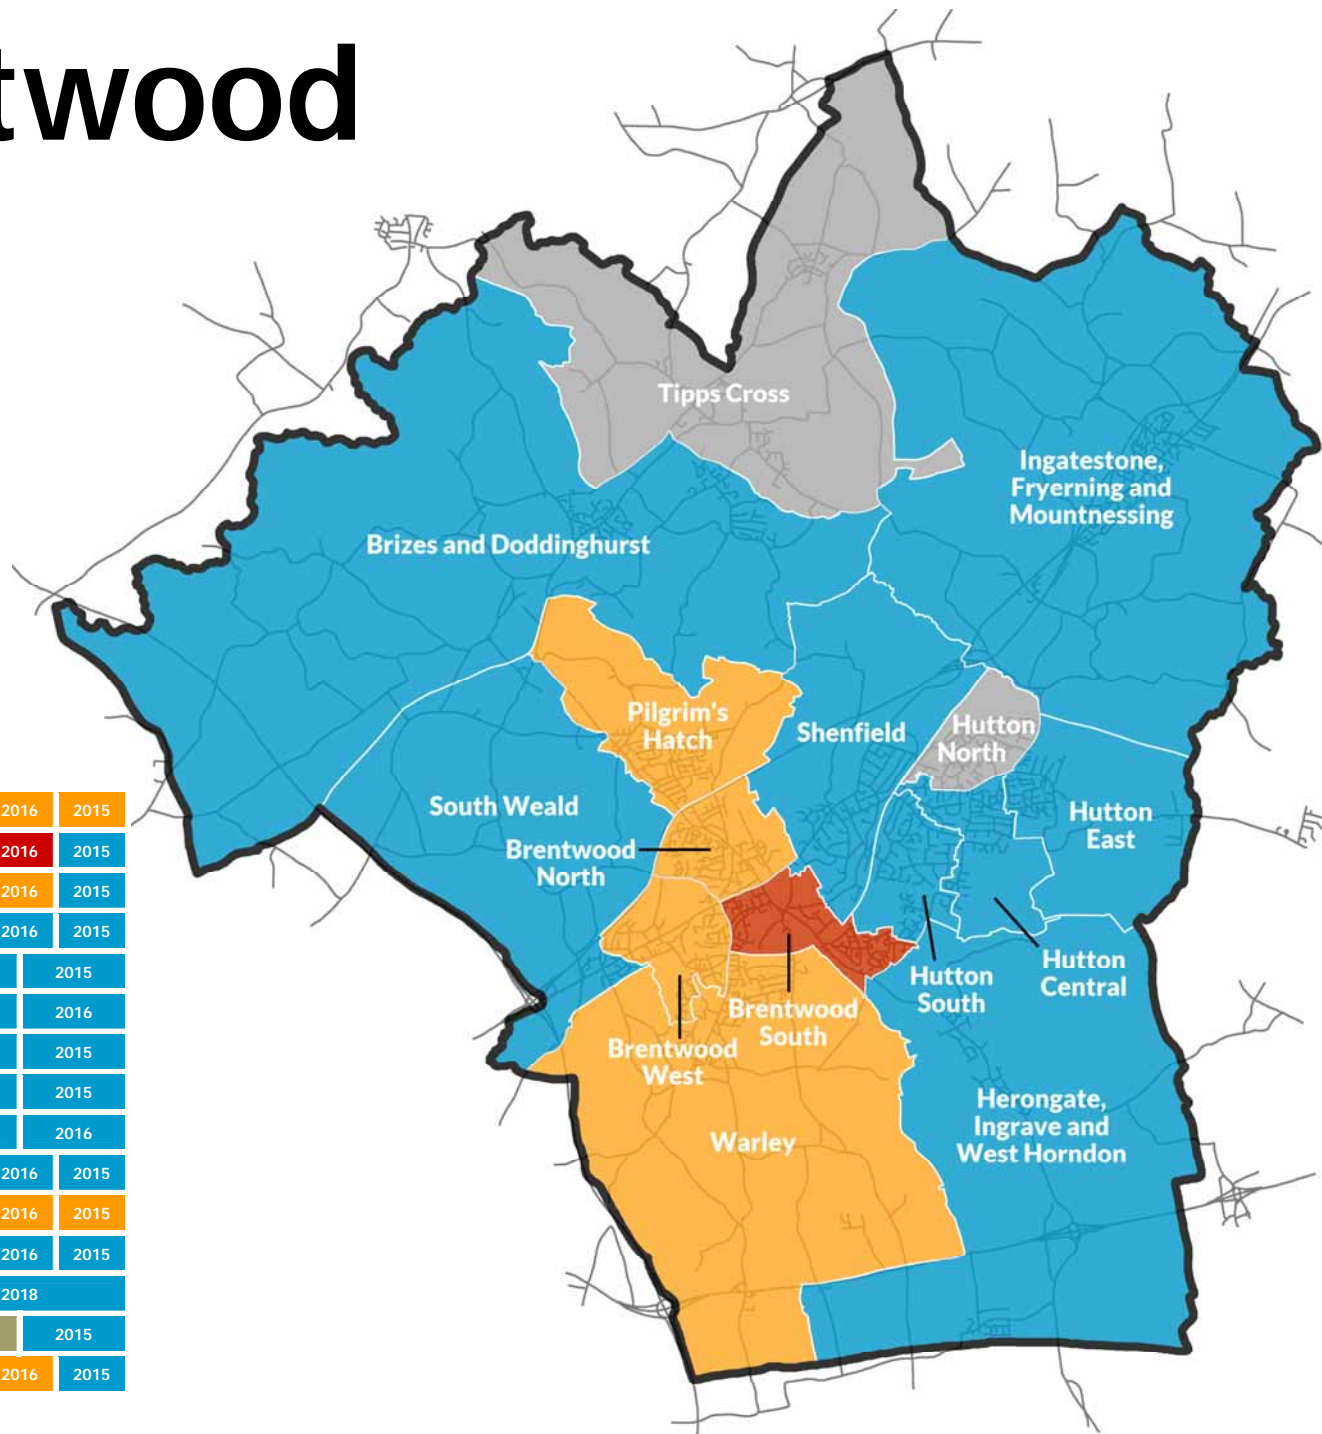 twood
Tipps Cross
Ingatestone,
Fryerning and
Mountnessing
Brizes and Doddinghurst
Pilgrim's
Hatch
Shenfield
Hutton
North
South Weald
Hutton
East
Brentwood
North
Hutton
South
Hutton
Central
Brentwood
South
Brentwood
West
Herongate,
Ingrave and
West Horndon
Warley
2016 2015
2016 2015
2016 2015
2016 2015
2015
2016
2015
2015
2016
2016 2015
2016 2015
2016 2015
2018
2015
2016 2015